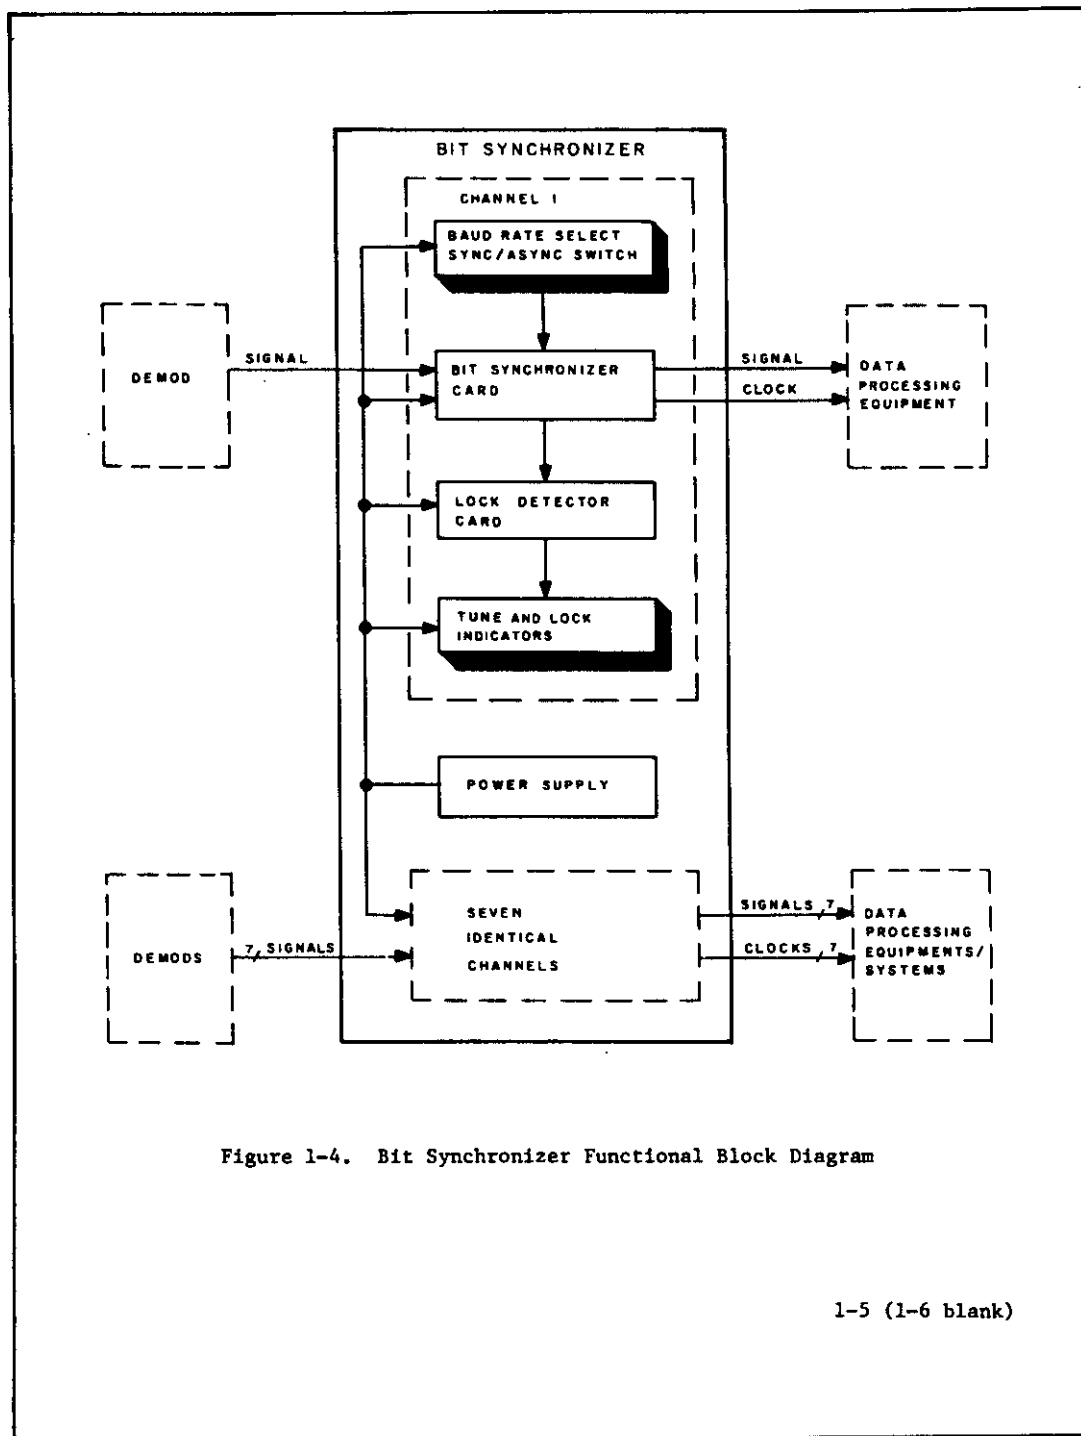 BIT SYNCHRONIZER
CHANNEL 1
BAUD RATE SELECT
SYNC/ASYNC SWITCH
DEMOD
SIGNAL
BIT SYNCHRONIZER
CARD
SIGNAL
CLOCK
DATA
PROCESSING
EQUIPMENT
LOCK DETECTOR
CARD
TUNE AND LOCK
INDICATORS
POWER SUPPLY
DEMODS
7 SIGNALS
SEVEN
IDENTICAL
CHANNELS
SIGNALS 7
CLOCKS 7
DATA
PROCESSING
EQUIPMENTS/
SYSTEMS
Figure 1-4. Bit Synchronizer Functional Block Diagram
1-5 (1-6 blank)